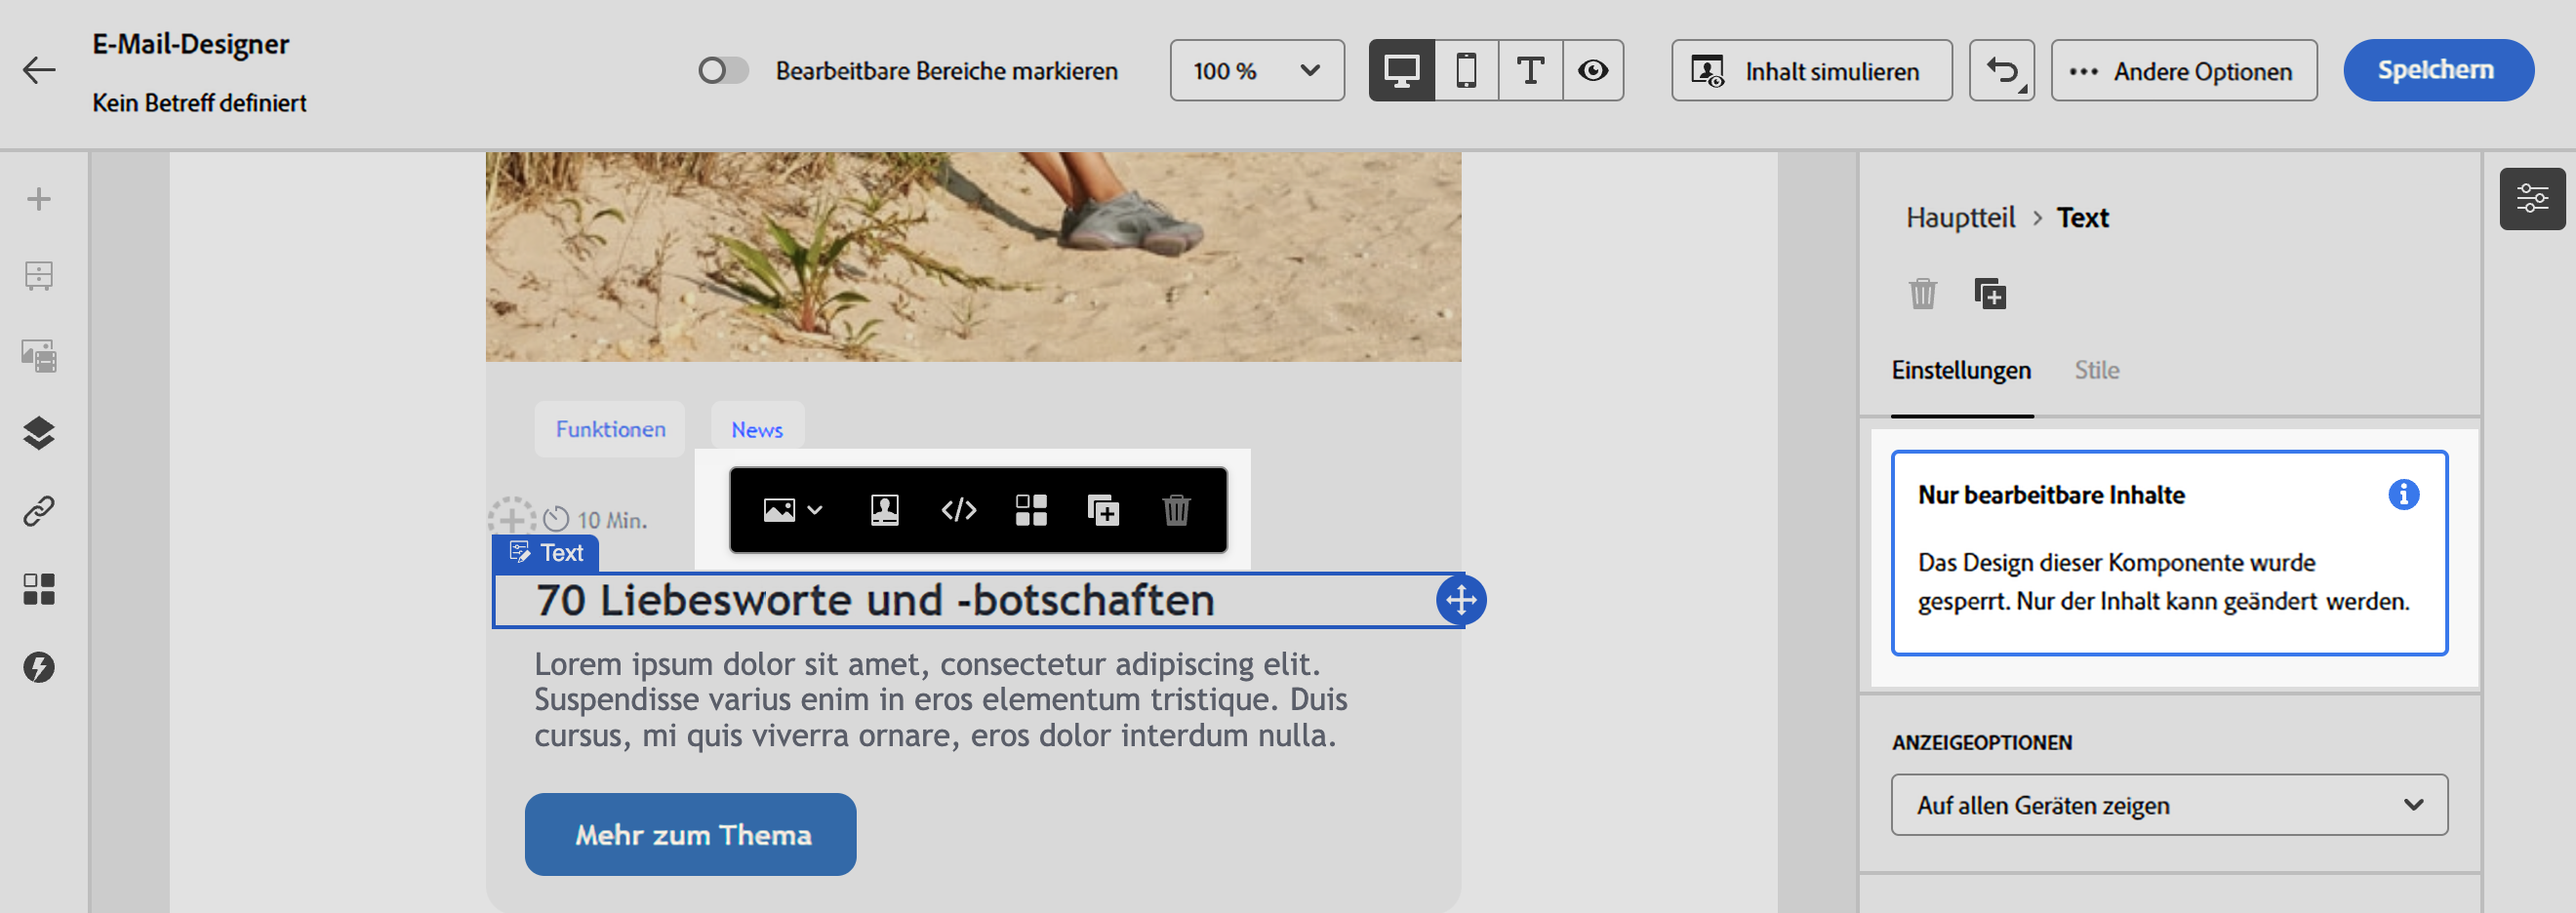 E-Mail-Designer
Kein Betreff definiert
Bearbeitbare Bereiche markieren
100 %
Inhalt simulieren
Andere Optionen
Speichern
Funktionen
News
10 Min.
Text
70 Liebesworte und -botschaften
Lorem ipsum dolor sit amet, consectetur adipiscing elit.
Suspendisse varius enim in eros elementum tristique. Duis
cursus, mi quis viverra ornare, eros dolor interdum nulla.
Mehr zum Thema
Hauptteil > Text
Einstellungen
Stile
Nur bearbeitbare Inhalte
Das Design dieser Komponente wurde
gesperrt. Nur der Inhalt kann geändert werden.
ANZEIGEOPTIONEN
Auf allen Geräten zeigen